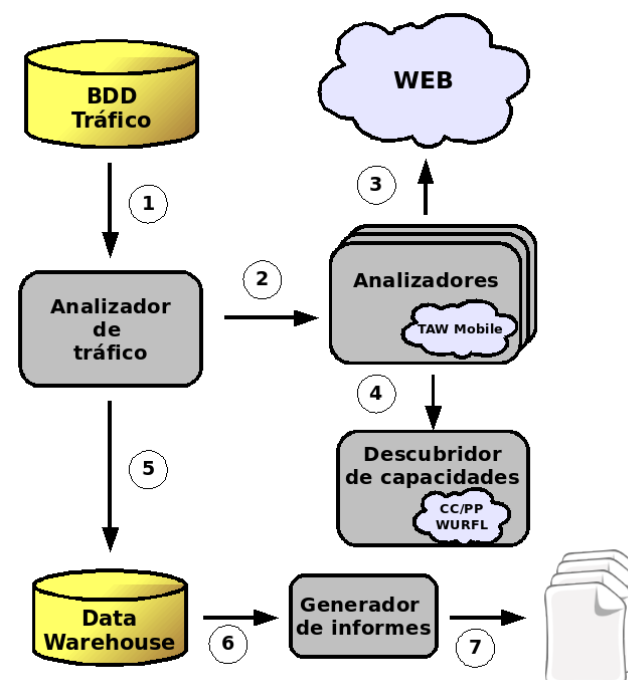 BDD
Tráfico
WEB
3
1
2
Analizador
de
tráfico
Analizadores
TAW Mobile
4
5
Descubridor
de capacidades
CC/PP
WURFL
Data
Warehouse
6
Generador
de informes
7